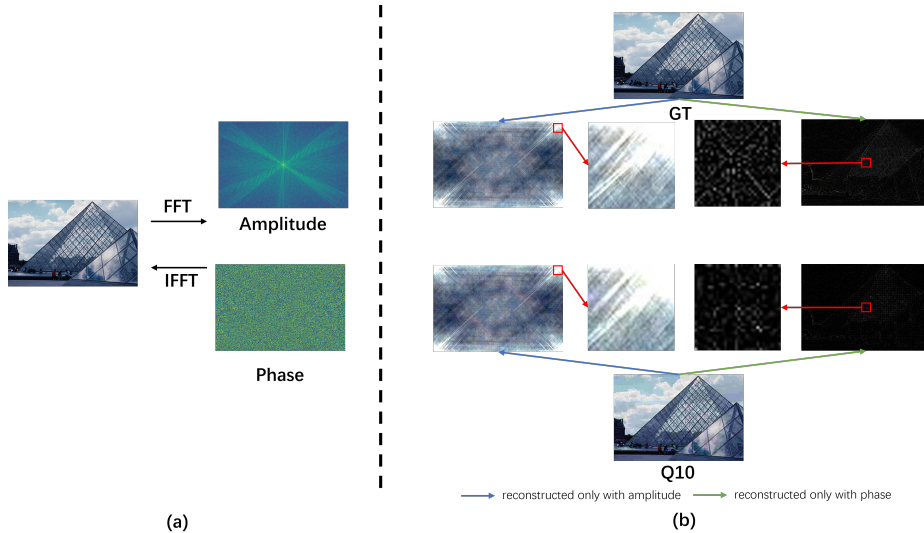 FFT
IFFT
Amplitude
Phase
(a)
GT
Q10
reconstructed only with amplitude
reconstructed only with phase
(b)